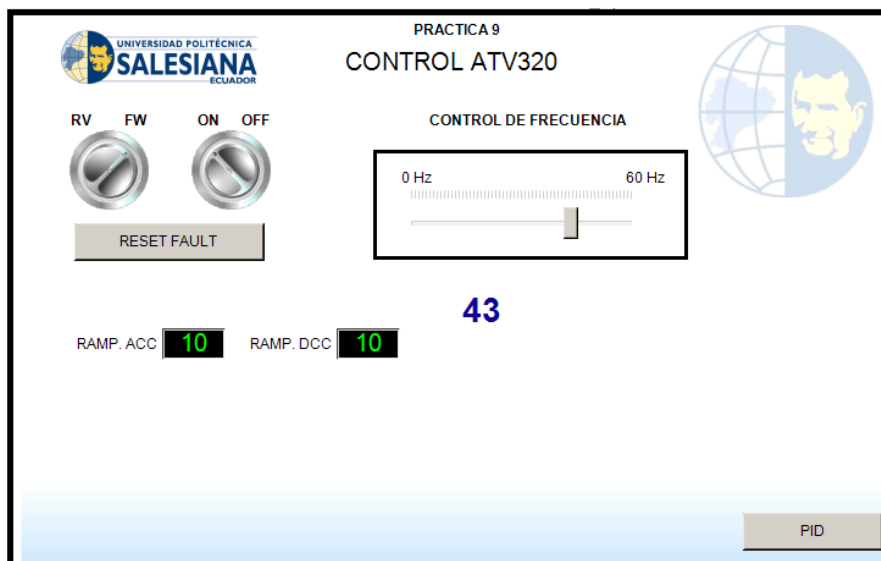 PRACTICA 9
UNIVERSIDAD POLITÉCNICA
SALESIANA
ECUADOR
CONTROL ATV320
RV FW ON OFF
CONTROL DE FRECUENCIA
0 Hz 60 Hz
RESET FAULT
43
RAMP. ACC 10 RAMP. DCC 10
PID